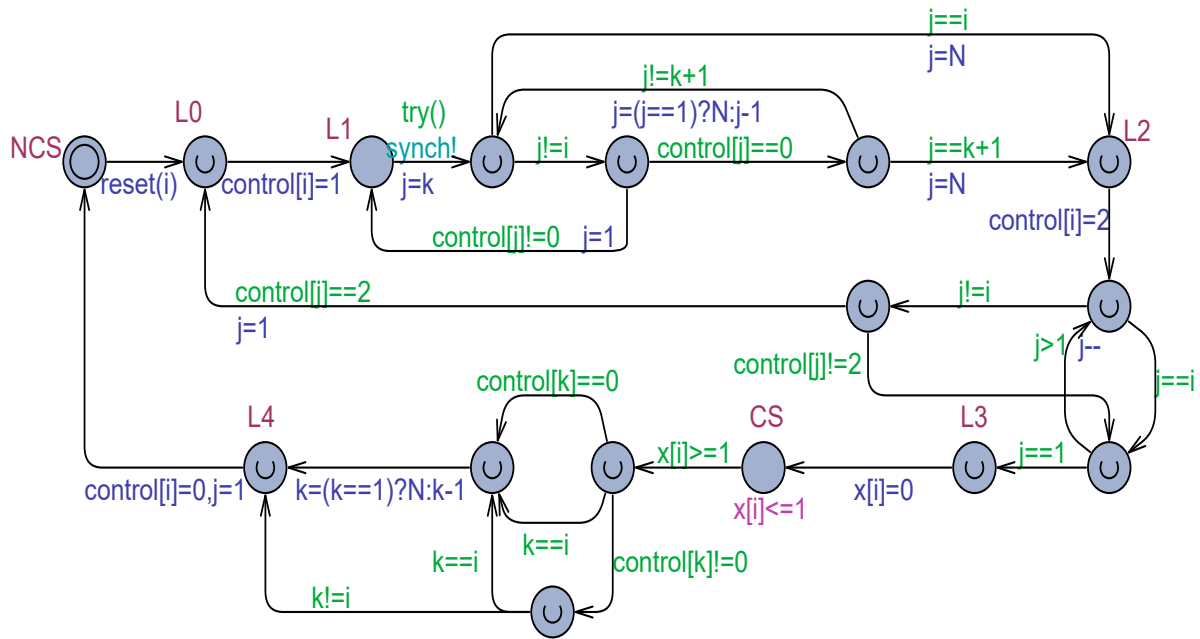 j==i
j=N
j!=k+1
j=(j==1)?N:j-1
try()
synch!
j=k
NCS
L0
L1
L2
reset(i)
control[i]=1
j!=i
control[j]==0
j==k+1
j=N
control[j]!=0
j=1
control[i]=2
control[j]==2
j=1
j!=i
j>1
j--
j==i
control[j]!=2
control[k]==0
L4
CS
L3
x[i]>=1
j==1
control[i]=0,j=1
k=(k==1)?N:k-1
x[i]<=1
x[i]=0
k==i
k==i
control[k]!=0
k!=i